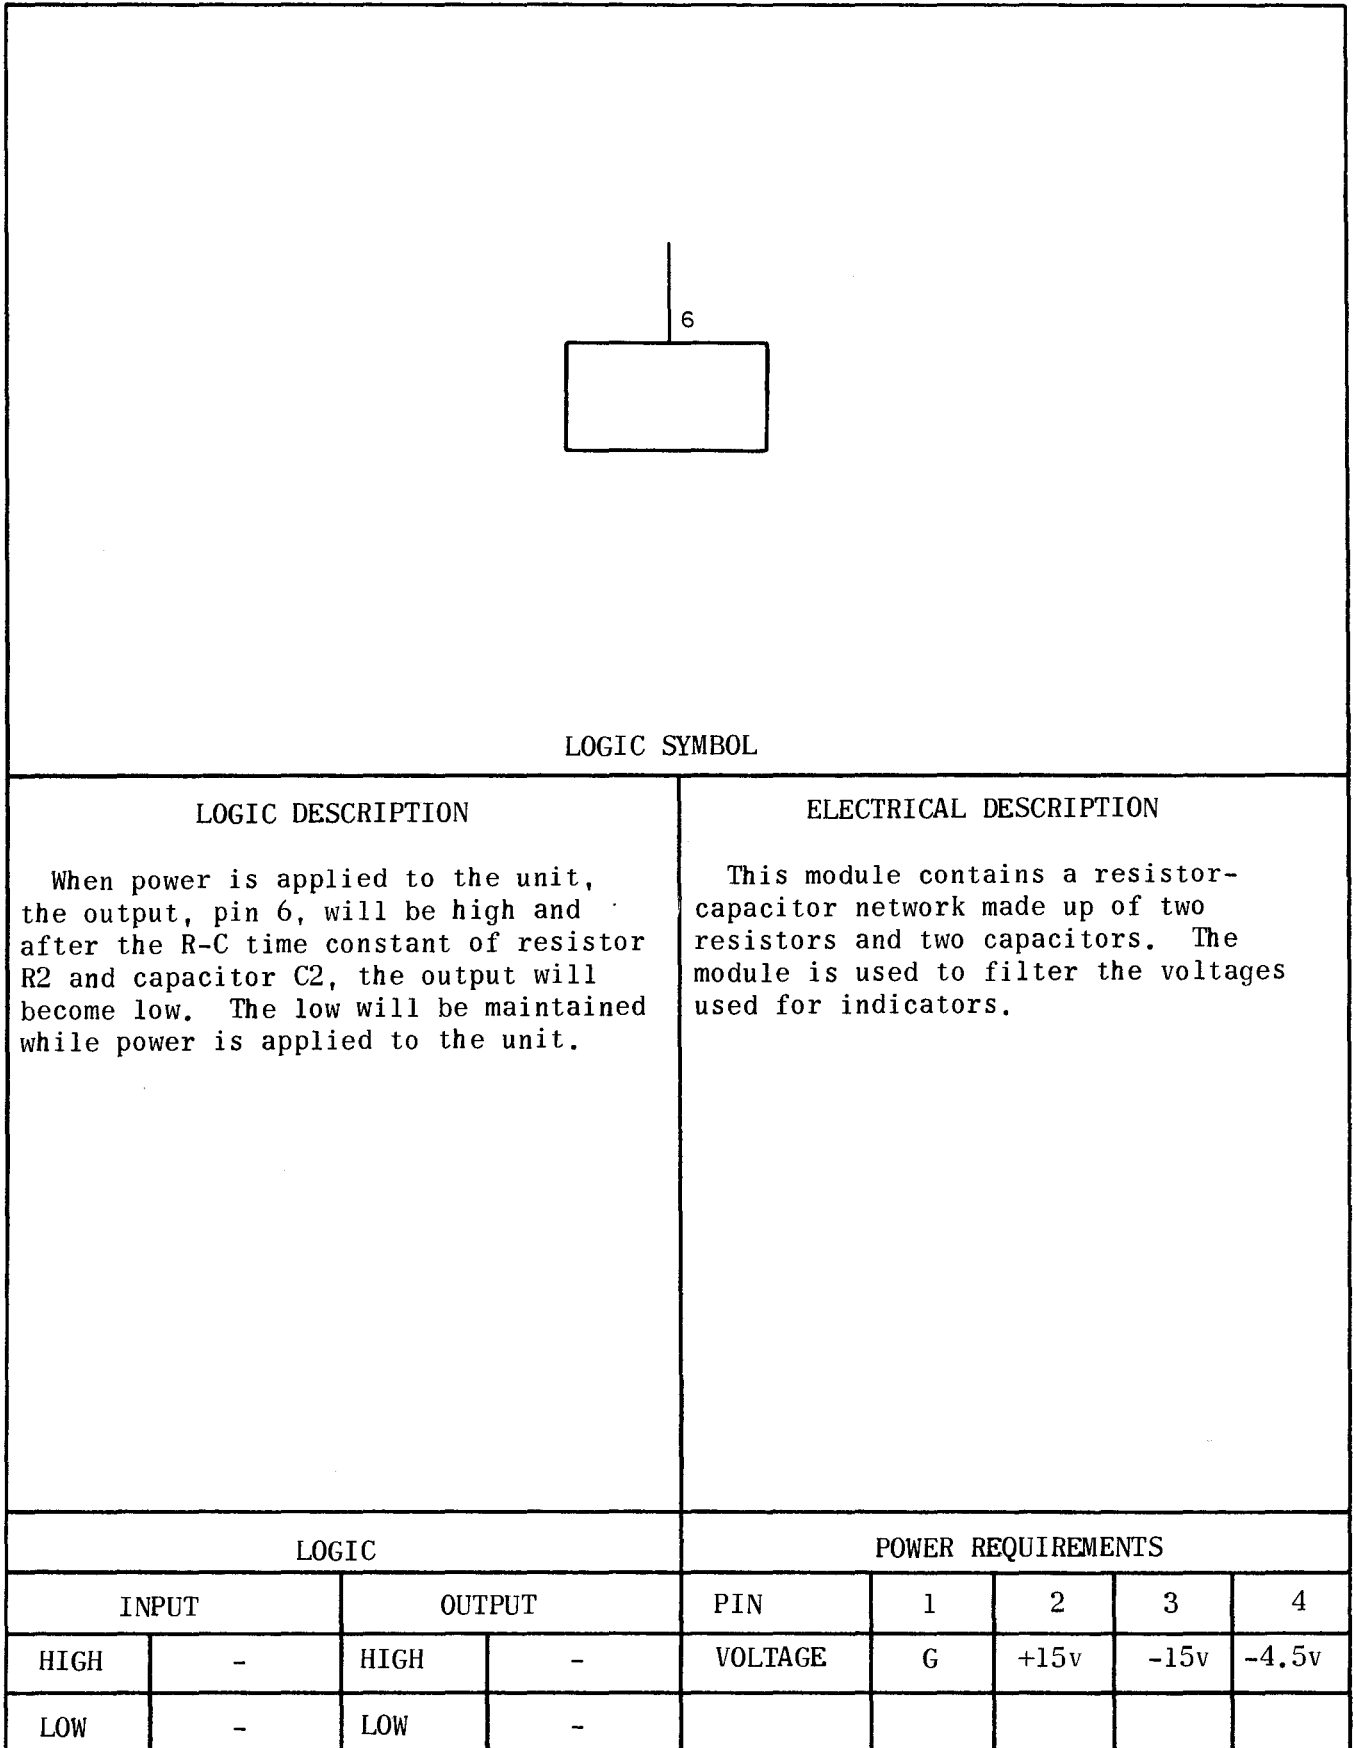 6
LOGIC SYMBOL
LOGIC DESCRIPTION
When power is applied to the unit,
the output, pin 6, will be high and
after the R-C time constant of resistor
R2 and capacitor C2, the output will
become low. The low will be maintained
while power is applied to the unit.
ELECTRICAL DESCRIPTION
This module contains a resistor-
capacitor network made up of two
resistors and two capacitors. The
module is used to filter the voltages
used for indicators.
LOGIC
INPUT OUTPUT
HIGH - HIGH -
LOW - LOW -
POWER REQUIREMENTS
PIN 1 2 3 4
VOLTAGE G +15v -15v -4.5v